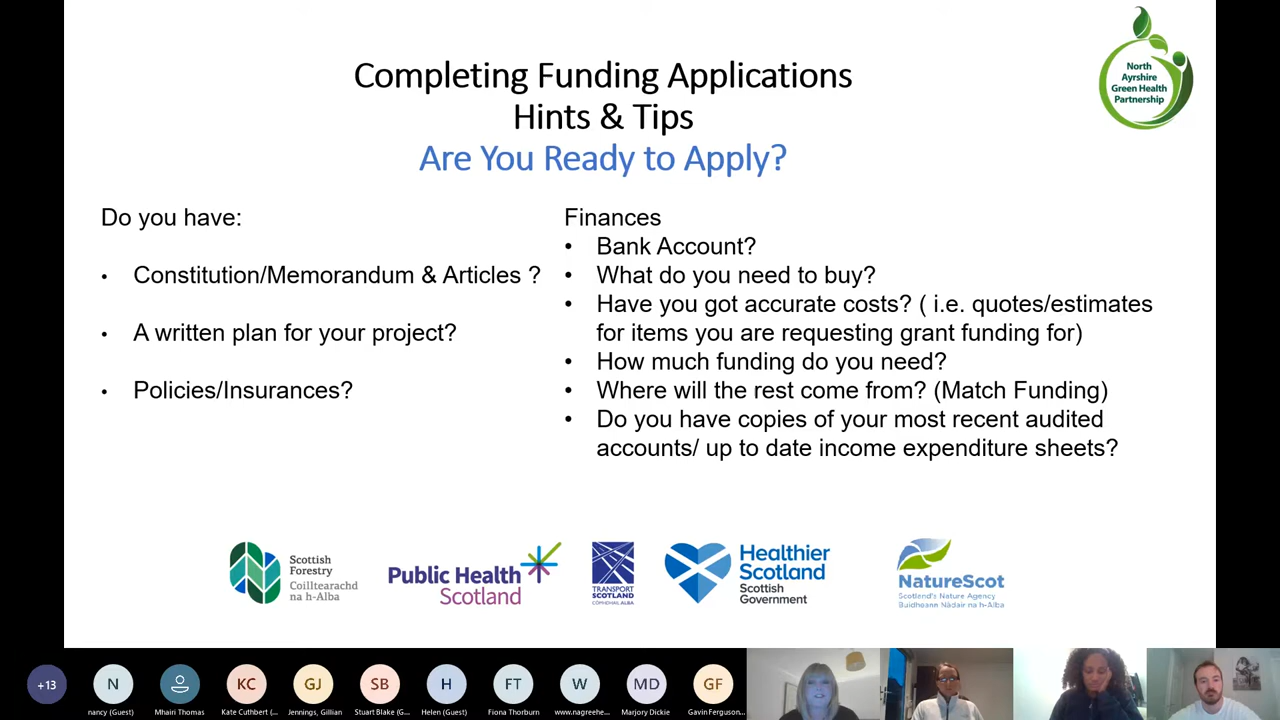 Completing Funding Applications
Hints & Tips
Are You Ready to Apply?
North
Ayrshire
Green Health
Partnership
Do you have:
• Constitution/Memorandum & Articles ?
• A written plan for your project?
• Policies/Insurances?
Finances
• Bank Account?
• What do you need to buy?
• Have you got accurate costs? ( i.e. quotes/estimates
for items you are requesting grant funding for)
• How much funding do you need?
• Where will the rest come from? (Match Funding)
• Do you have copies of your most recent audited
accounts/ up to date income expenditure sheets?
Scottish
Forestry
Coilltearachd
na h-Alba
Public Health
Scotland
TRANSPORT
SCOTLAND
CÒMHDHAIL ALBA
Healthier
Scotland
Scottish
Government
NatureScot
Scotland's Nature Agency
Buidheann Nàdair na h-Alba
+13
N
KC
GJ
SB
H
FT
W
MD
GF
nancy (Guest)
Mhairi Thomas
Kate Cuthbert (...
Jennings, Gillian
Stuart Blake (G...
Helen (Guest)
Fiona Thorburn
www.nagreehe...
Marjory Dickie
Gavin Ferguson...